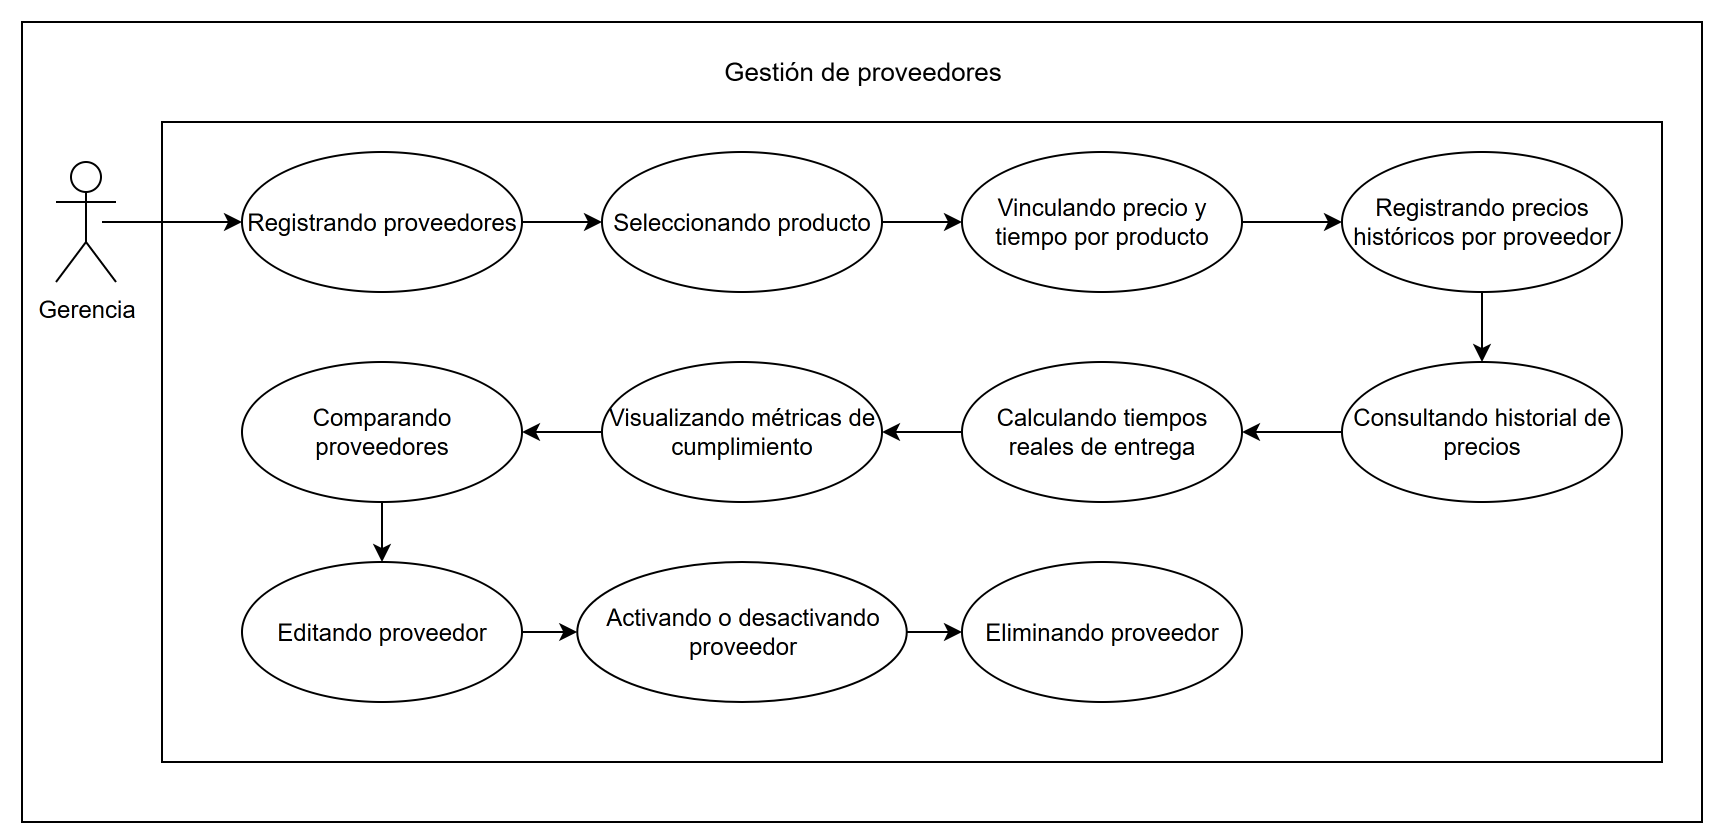 Gestión de proveedores
Gerencia
Registrando proveedores
Seleccionando producto
Vinculando precio y
tiempo por producto
Registrando precios
históricos por proveedor
Consultando historial de
precios
Calculando tiempos
reales de entrega
Visualizando métricas de
cumplimiento
Comparando
proveedores
Editando proveedor
Activando o desactivando
proveedor
Eliminando proveedor